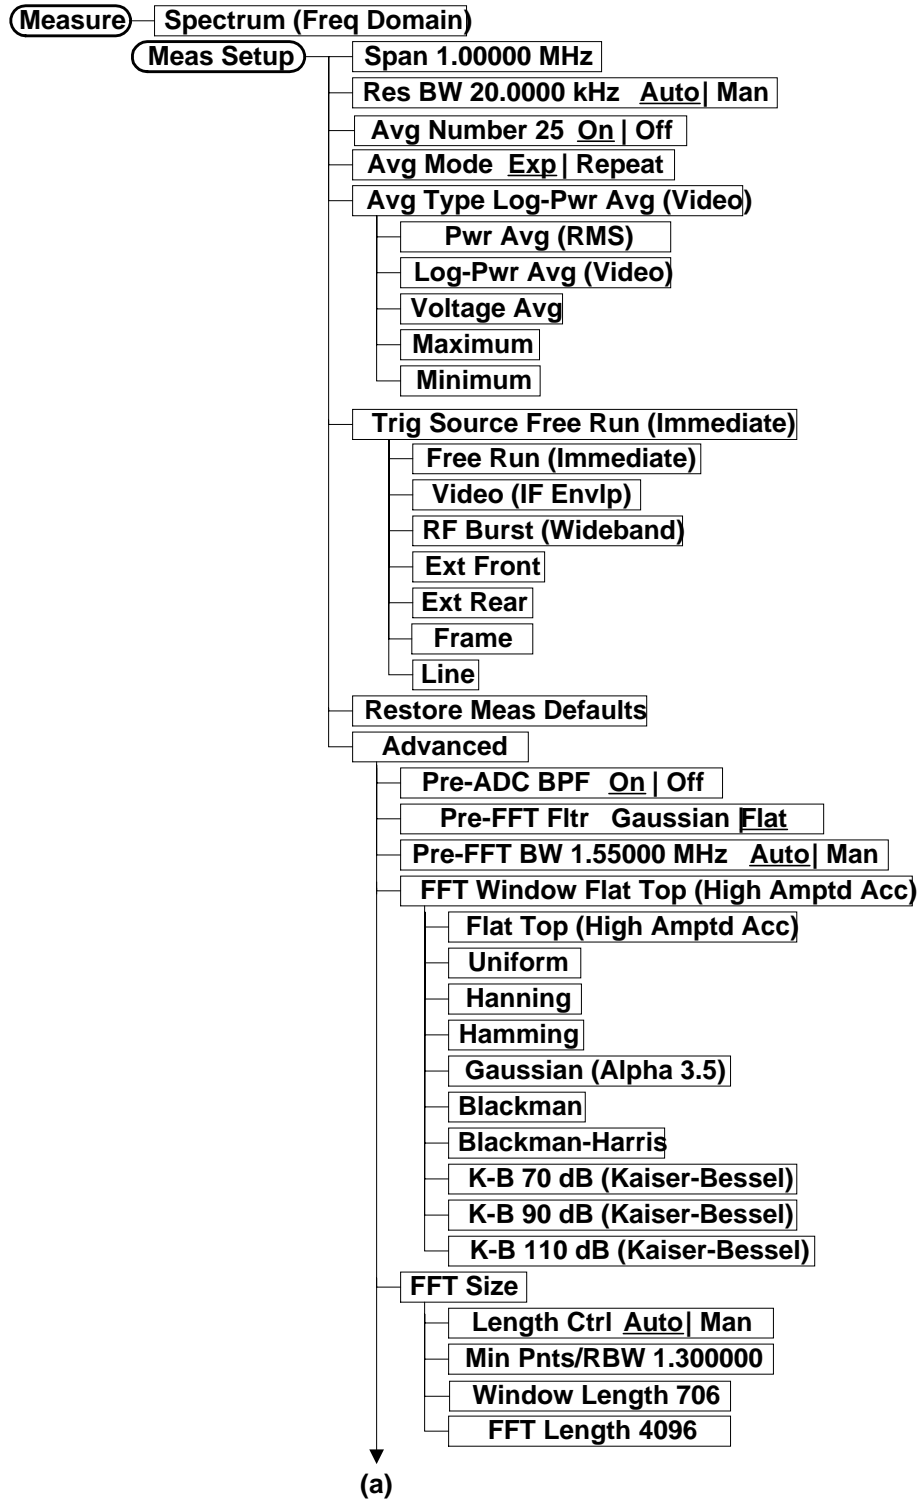 Measure Spectrum (Freq Domain)
Meas Setup Span 1.00000 MHz
Res BW 20.0000 kHz Auto| Man
Avg Number 25 On | Off
Avg Mode Exp | Repeat
Avg Type Log-Pwr Avg (Video)
Pwr Avg (RMS)
Log-Pwr Avg (Video)
Voltage Avg
Maximum
Minimum
Trig Source Free Run (Immediate)
Free Run (Immediate)
Video (IF Envlp)
RF Burst (Wideband)
Ext Front
Ext Rear
Frame
Line
Restore Meas Defaults
Advanced
Pre-ADC BPF On | Off
Pre-FFT Fltr Gaussian |Flat
Pre-FFT BW 1.55000 MHz Auto| Man
FFT Window Flat Top (High Amptd Acc)
Flat Top (High Amptd Acc)
Uniform
Hanning
Hamming
Gaussian (Alpha 3.5)
Blackman
Blackman-Harris
K-B 70 dB (Kaiser-Bessel)
K-B 90 dB (Kaiser-Bessel)
K-B 110 dB (Kaiser-Bessel)
FFT Size
Length Ctrl Auto| Man
Min Pnts/RBW 1.300000
Window Length 706
FFT Length 4096
(a)